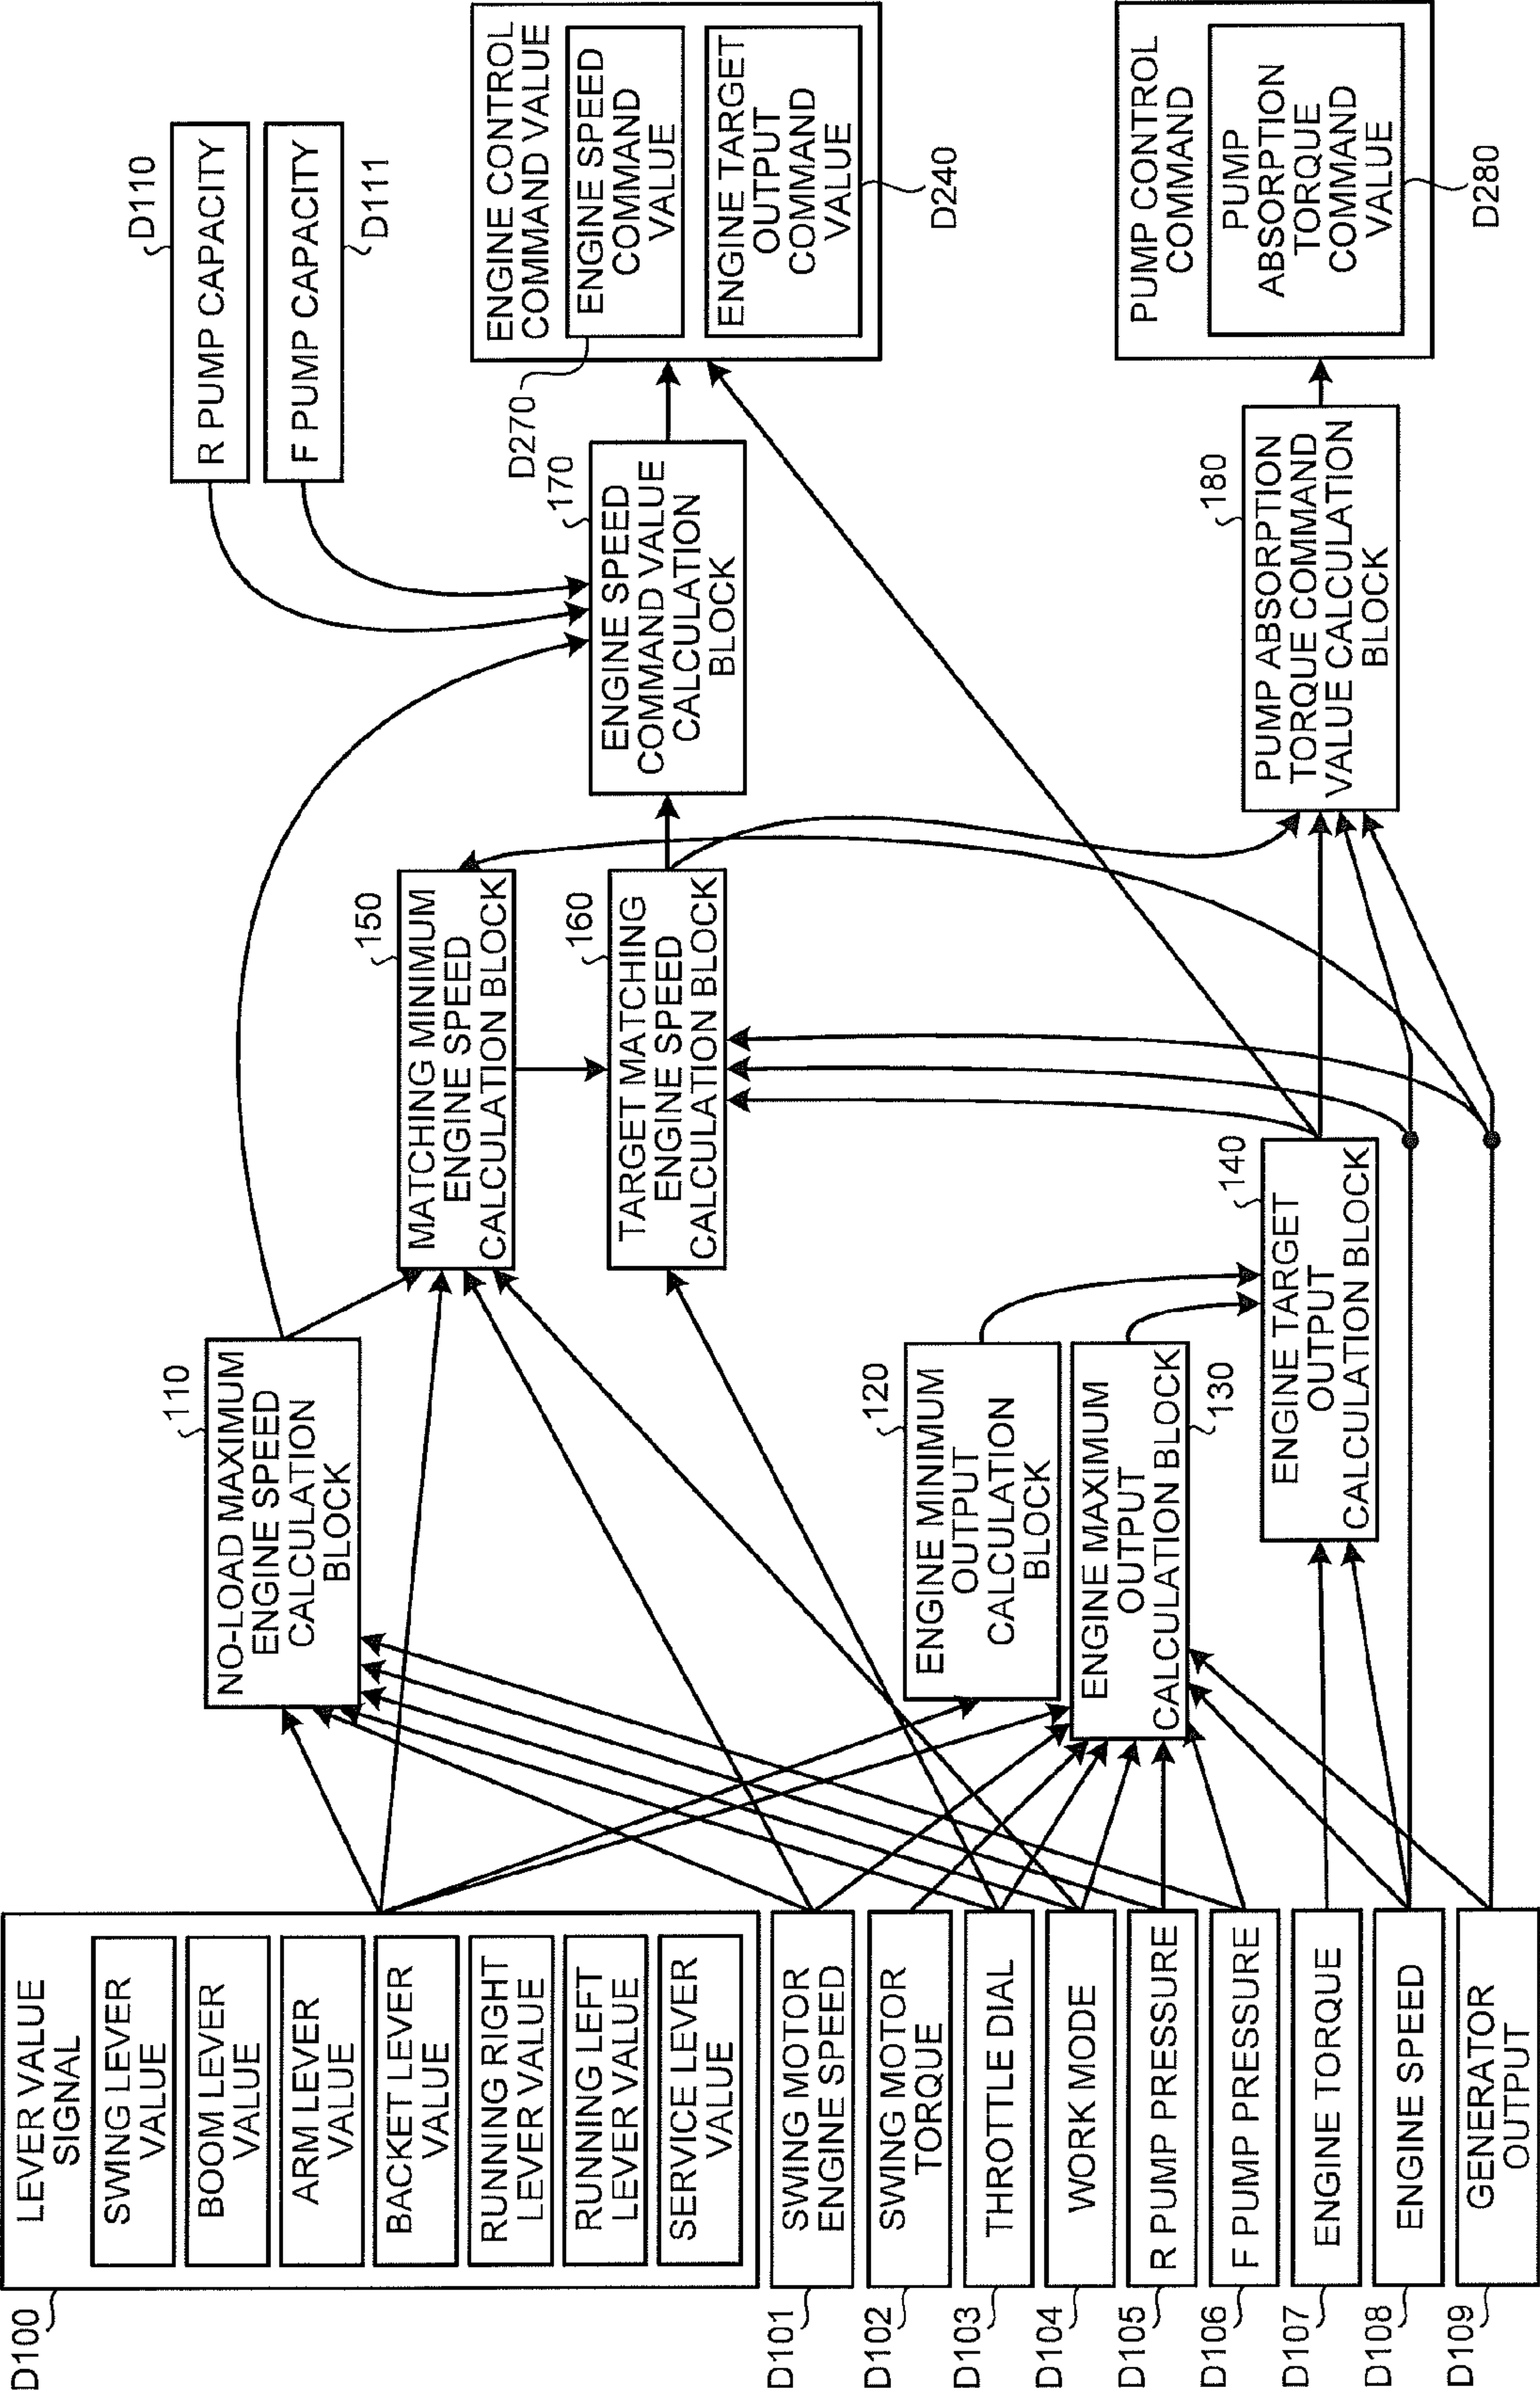 LEVER VALUE
SIGNAL
SWING LEVER
VALUE
BOOM LEVER
VALUE
ARM LEVER
VALUE
BACKET LEVER
VALUE
RUNNING RIGHT
LEVER VALUE
RUNNING LEFT
LEVER VALUE
SERVICE LEVER
VALUE
D100
SWING MOTOR
ENGINE SPEED
D101
SWING MOTOR
TORQUE
D102
THROTTLE DIAL
D103
WORK MODE
D104
R PUMP PRESSURE
D105
F PUMP PRESSURE
D106
ENGINE TORQUE
D107
ENGINE SPEED
D108
GENERATOR
OUTPUT
D109
110
NO-LOAD MAXIMUM
ENGINE SPEED
CALCULATION
BLOCK
120
ENGINE MINIMUM
OUTPUT
CALCULATION
BLOCK
ENGINE MAXIMUM
OUTPUT
CALCULATION BLOCK
130
140
ENGINE TARGET
OUTPUT
CALCULATION BLOCK
150
MATCHING MINIMUM
ENGINE SPEED
CALCULATION BLOCK
160
TARGET MATCHING
ENGINE SPEED
CALCULATION BLOCK
170
ENGINE SPEED
COMMAND VALUE
CALCULATION
BLOCK
180
PUMP ABSORPTION
TORQUE COMMAND
VALUE CALCULATION
BLOCK
D110
R PUMP CAPACITY
F PUMP CAPACITY
D111
ENGINE CONTROL
COMMAND VALUE
ENGINE SPEED
COMMAND
VALUE
D270
ENGINE TARGET
OUTPUT
COMMAND
VALUE
D240
PUMP CONTROL
COMMAND
PUMP
ABSORPTION
TORQUE
COMMAND
VALUE
D280